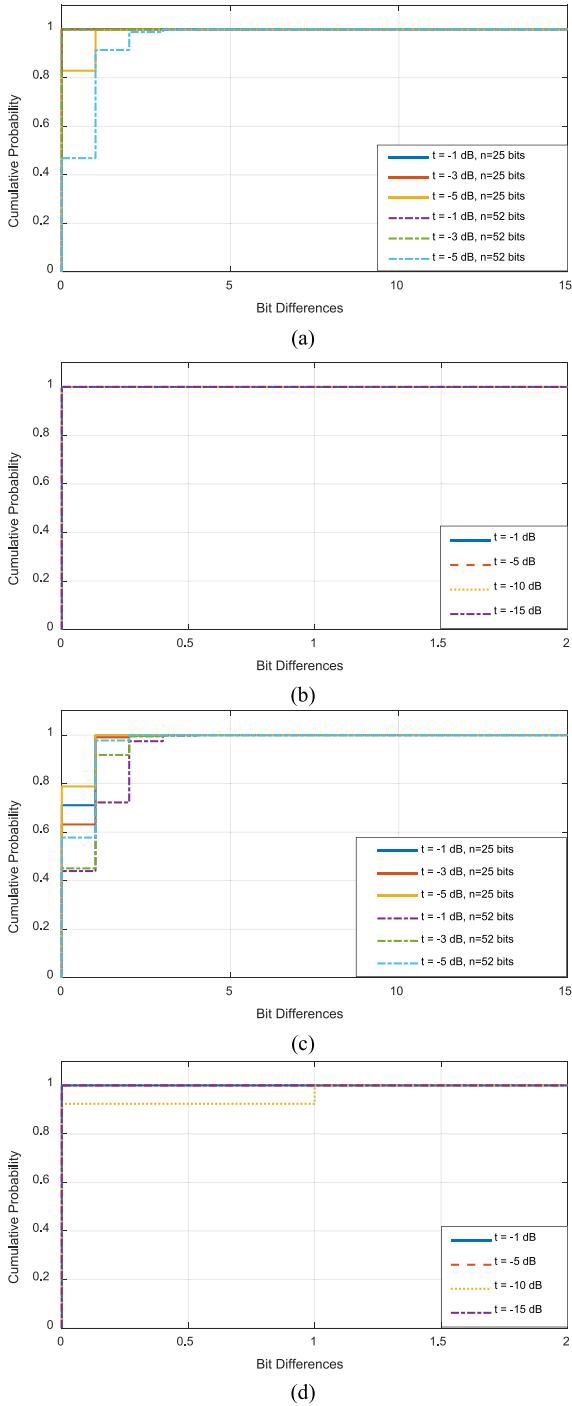 1
0.8
0.6
0.4
0.2
0
Cumulative Probability
t = -1 dB, n=25 bits
t = -3 dB, n=25 bits
t = -5 dB, n=25 bits
t = -1 dB, n=52 bits
t = -3 dB, n=52 bits
t = -5 dB, n=52 bits
0 5 10 15
Bit Differences
(a)
1
0.8
0.6
0.4
0.2
0
Cumulative Probability
t = -1 dB
t = -5 dB
t = -10 dB
t = -15 dB
0 0.5 1 1.5 2
Bit Differences
(b)
1
0.8
0.6
0.4
0.2
0
Cumulative Probability
t = -1 dB, n=25 bits
t = -3 dB, n=25 bits
t = -5 dB, n=25 bits
t = -1 dB, n=52 bits
t = -3 dB, n=52 bits
t = -5 dB, n=52 bits
0 5 10 15
Bit Differences
(c)
1
0.8
0.6
0.4
0.2
0
Cumulative Probability
t = -1 dB
t = -5 dB
t = -10 dB
t = -15 dB
0 0.5 1 1.5 2
Bit Differences
(d)